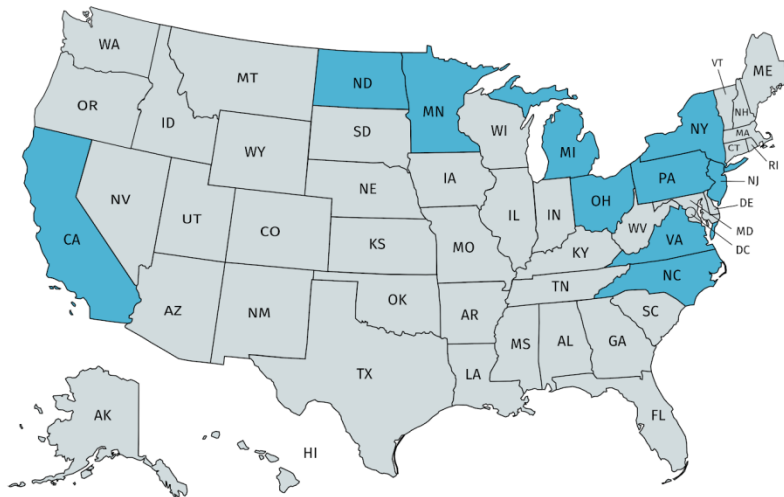 WA
MT
ND
MN
VT
ME
NH
OR
ID
SD
WI
NY
MA
WY
MI
CT
RI
NE
IA
PA
NJ
NV
UT
IL
IN
OH
DE
CA
CO
KS
MO
WV
VA
MD
DC
KY
NC
AZ
NM
OK
AR
TN
SC
TX
MS
AL
GA
LA
FL
AK
HI